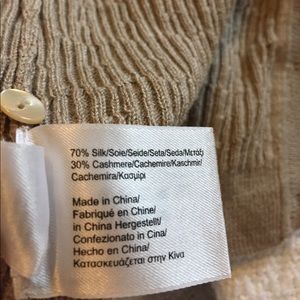 70% Silk/Soie/Seide/Seta/Seda/Μετάξι
30% Cashmere/Cachemire/Kaschmir/
Cachemira/Κασμίρι
Made in China/
Fabriqué en Chine/
in China Hergestellt/
Confezionato in Cina/
Hecho en China/
Κατασκευάζεται στην Κίνα